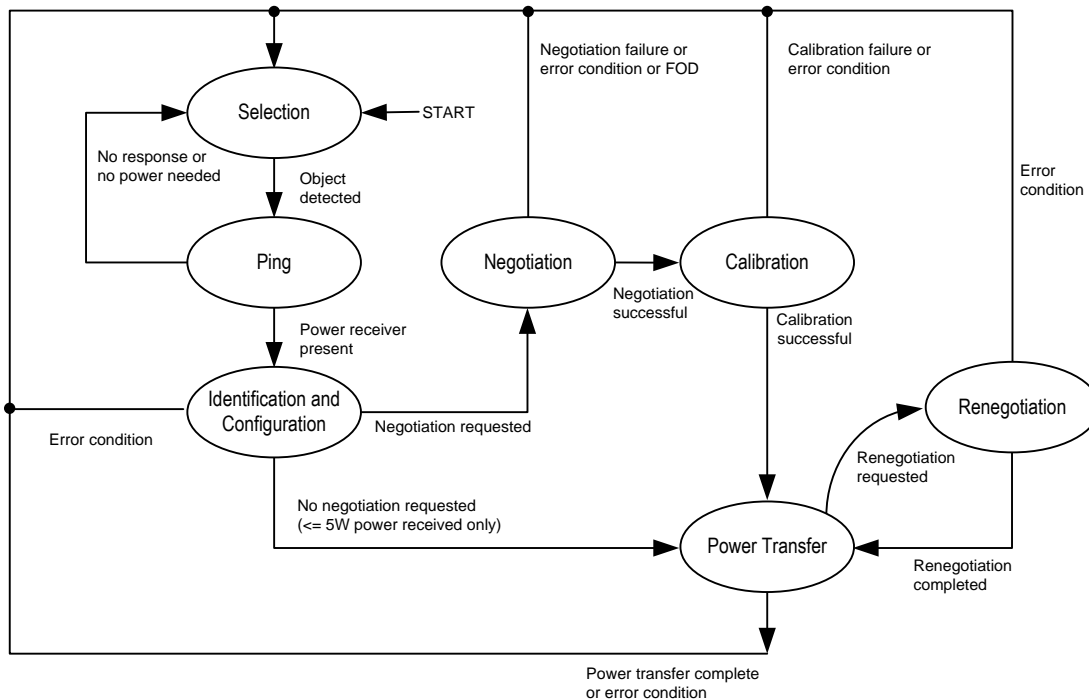 Negotiation failure or
error condition or FOD
Calibration failure or
error condition
Selection
START
No response or
no power needed
Object
detected
Error
condition
Ping
Negotiation
Calibration
Negotiation
successful
Calibration
successful
Power receiver
present
Identification and
Configuration
Error condition
Negotiation requested
Renegotiation
Renegotiation
requested
No negotiation requested
(<= 5W power received only)
Power Transfer
Renegotiation
completed
Power transfer complete
or error condition